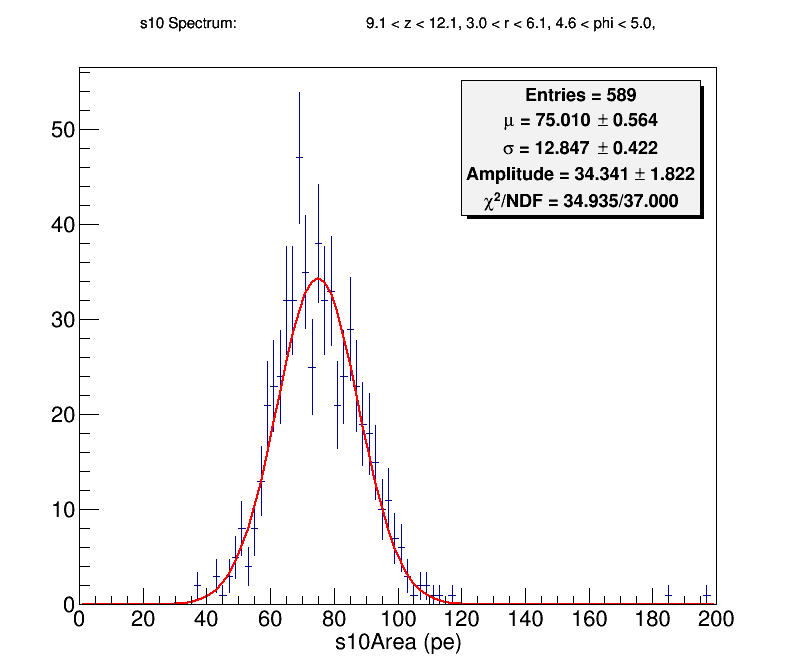 s10 Spectrum: 9.1 < z < 12.1, 3.0 < r < 6.1, 4.6 < phi < 5.0,
Entries = 589
μ = 75.010 ± 0.564
σ = 12.847 ± 0.422
Amplitude = 34.341 ± 1.822
χ²/NDF = 34.935/37.000
50
40
30
20
10
0
0 20 40 60 80 100 120 140 160 180 200
s10Area (pe)